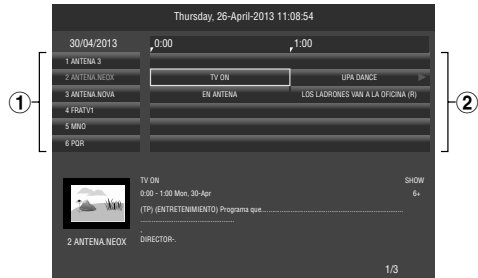 Thursday, 26-April-2013 11:08:54
30/04/2013 0:00 1:00
1 ANTENA 3
2 ANTENA.NEOX TV ON UPA DANCE
3 ANTENA.NOVA EN ANTENA LOS LADRONES VAN A LA OFICINA (R)
4 FRATV1
5 MNO
6 PQR
1
2
TV ON SHOW
0:00 - 1:00 Mon, 30-Apr 6+
(TP) (ENTRETENIMIENTO) Programa que..............................................................
..........................................
.
DIRECTOR-.
2 ANTENA.NEOX
1/3